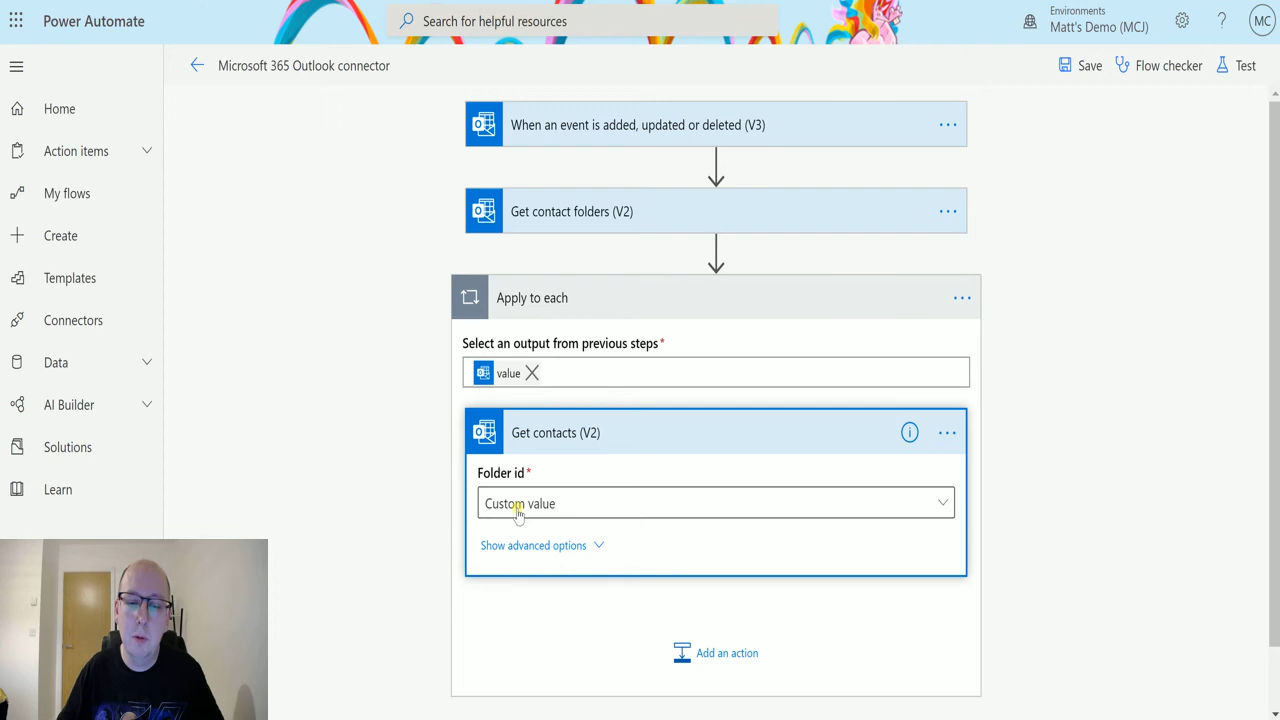 Power Automate
Search for helpful resources
Environments
Matt's Demo (MCJ)
?
MC
Microsoft 365 Outlook connector
Save
Flow checker
Test
Home
Action items
My flows
Create
Templates
Connectors
Data
AI Builder
Solutions
Learn
When an event is added, updated or deleted (V3)
Get contact folders (V2)
Apply to each
Select an output from previous steps*
value
Get contacts (V2)
Folder id*
Custom value
Show advanced options
Add an action